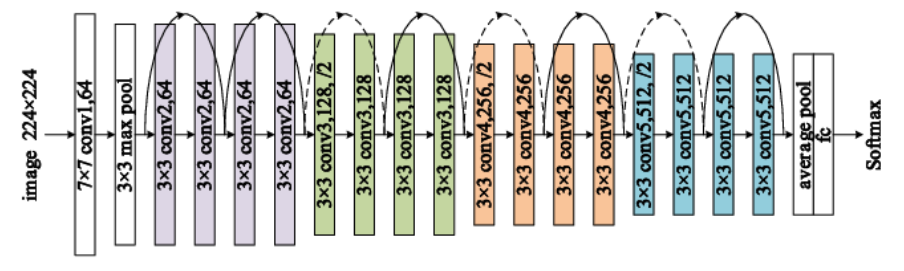 image 224×224
7×7 conv1,64
3×3 max pool
3×3 conv2,64
3×3 conv2,64
3×3 conv2,64
3×3 conv2,64
3×3 conv3,128, /2
3×3 conv3,128
3×3 conv3,128
3×3 conv3,128
3×3 conv4,256, /2
3×3 conv4,256
3×3 conv4,256
3×3 conv4,256
3×3 conv5,512, /2
3×3 conv5,512
3×3 conv5,512
3×3 conv5,512
average pool
fc
Softmax